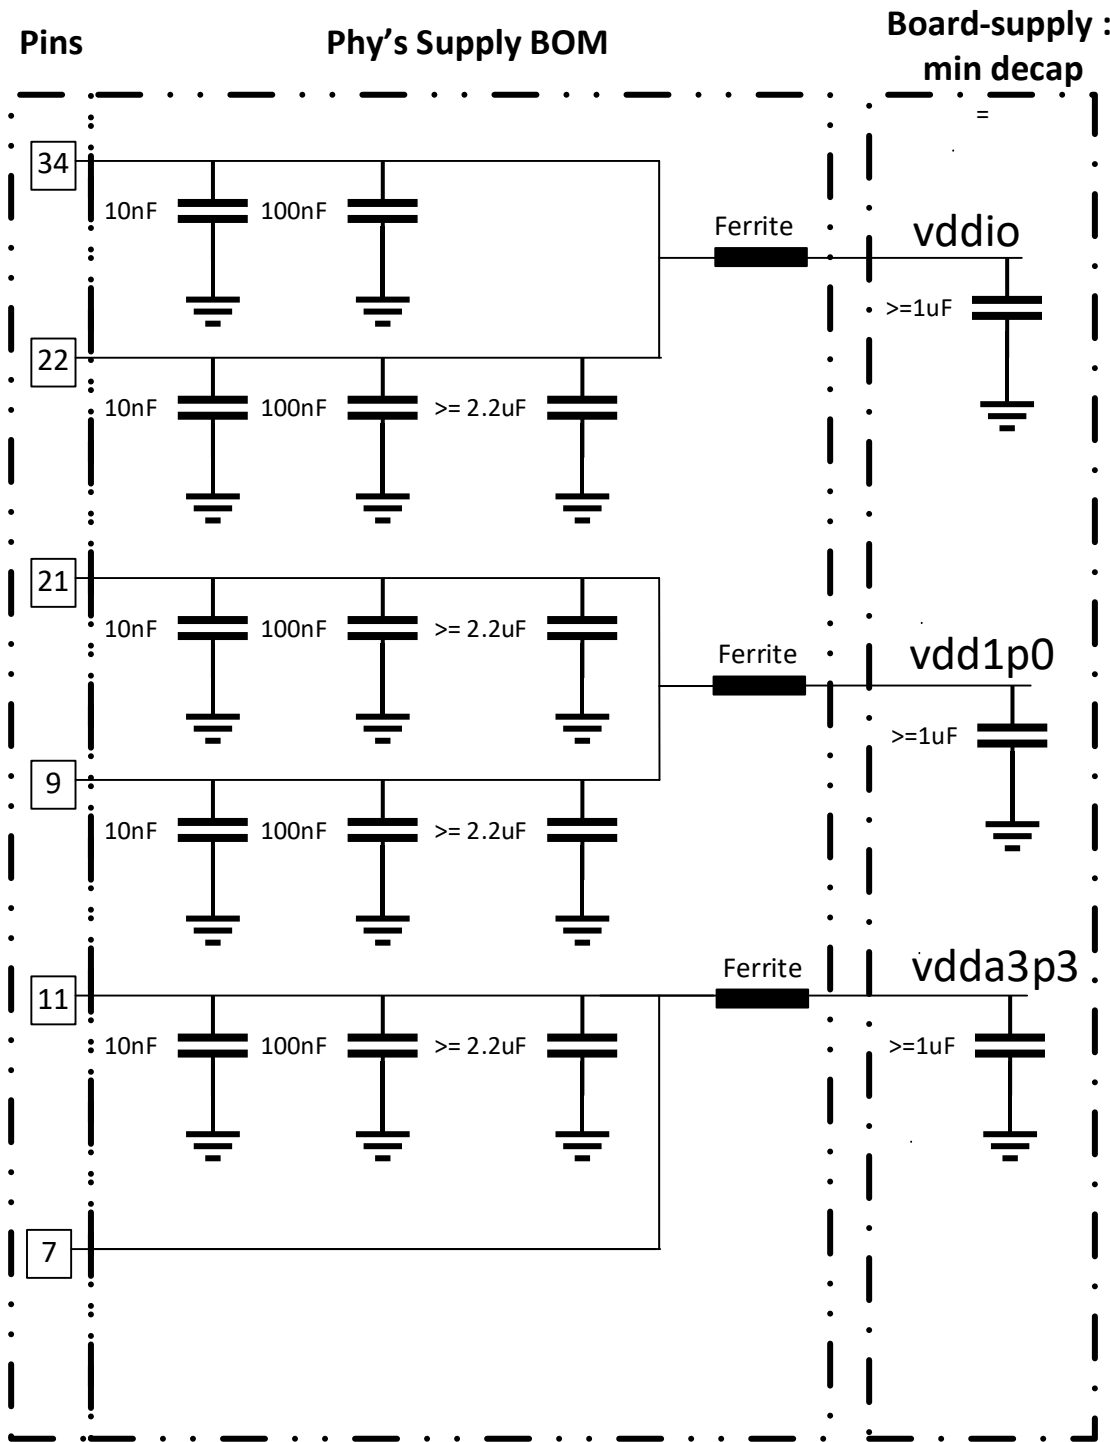 Pins
Phy's Supply BOM
Board-supply :
min decap
=
34
10nF
100nF
Ferrite
vddio
>=1uF
22
10nF
100nF
>= 2.2uF
21
10nF
100nF
>= 2.2uF
Ferrite
vdd1p0
>=1uF
9
10nF
100nF
>= 2.2uF
11
Ferrite
vdda3p3
10nF
100nF
>= 2.2uF
>=1uF
7